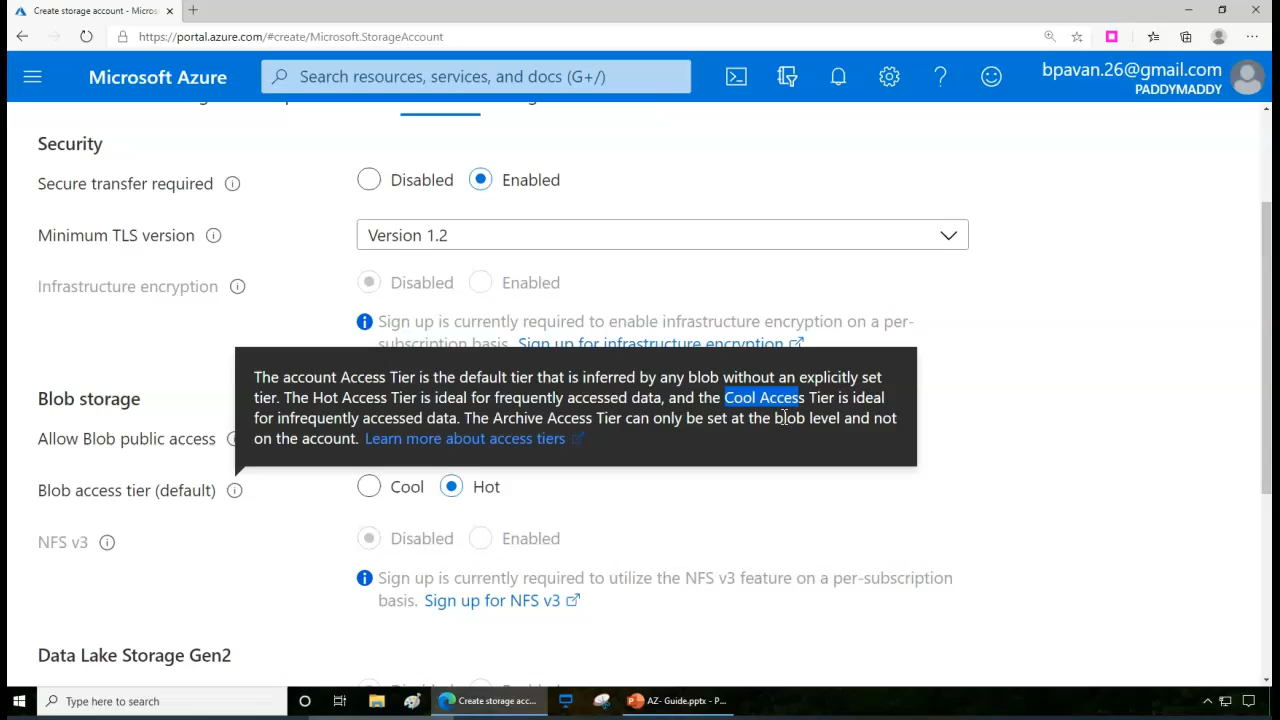 Create storage account - Micros
https://portal.azure.com/#create/Microsoft.StorageAccount
Microsoft Azure
Search resources, services, and docs (G+/)
bpavan.26@gmail.com
PADDYMADDY
Security
Secure transfer required
Disabled
Enabled
Minimum TLS version
Version 1.2
Infrastructure encryption
Disabled
Enabled
Sign up is currently required to enable infrastructure encryption on a per-
subscription basis. Sign up for infrastructure encryption
The account Access Tier is the default tier that is inferred by any blob without an explicitly set
tier. The Hot Access Tier is ideal for frequently accessed data, and the Cool Access Tier is ideal
for infrequently accessed data. The Archive Access Tier can only be set at the blob level and not
on the account. Learn more about access tiers
Blob storage
Allow Blob public access
Blob access tier (default)
Cool
Hot
NFS v3
Disabled
Enabled
Sign up is currently required to utilize the NFS v3 feature on a per-subscription
basis. Sign up for NFS v3
Data Lake Storage Gen2
Type here to search
Create storage acc...
AZ- Guide.pptx - P...